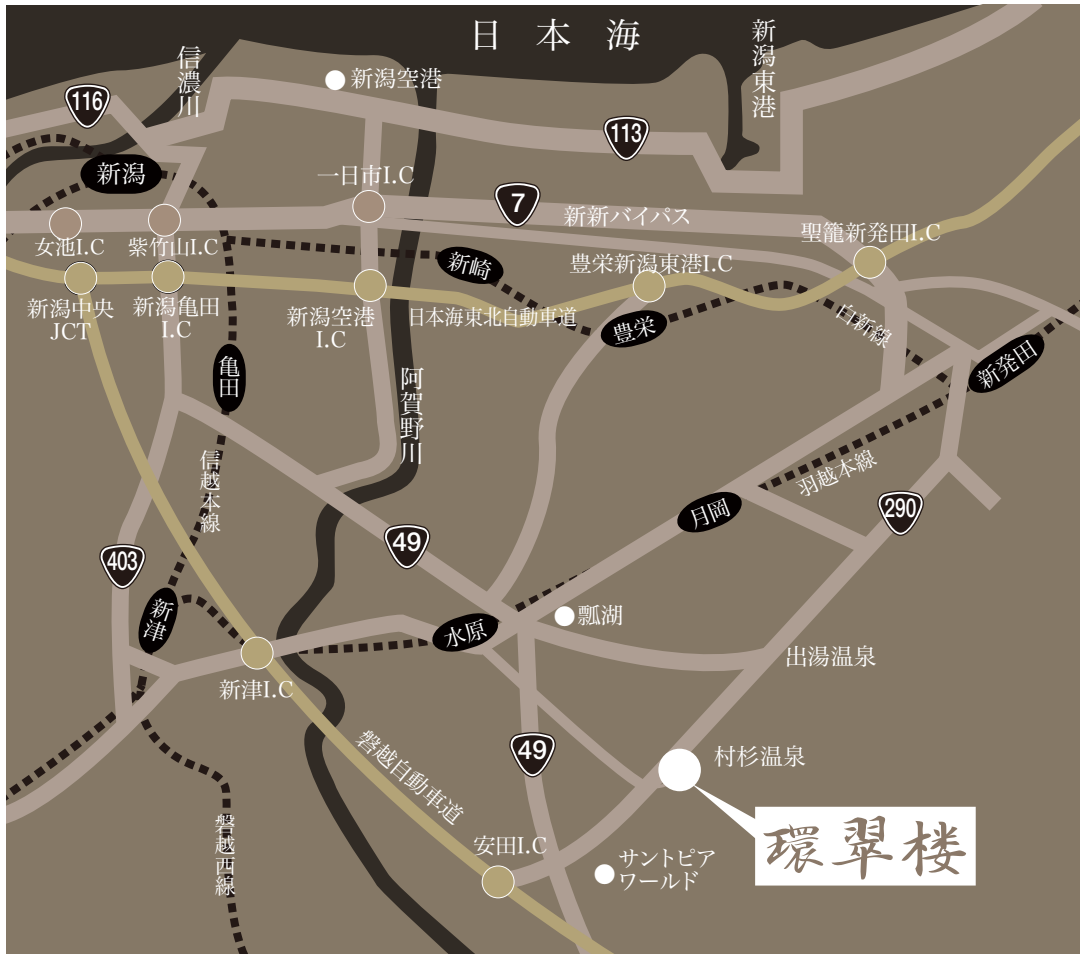 日本海
新潟東港
信濃川
新潟空港
116
113
新潟
一日市I.C
7
新新バイパス
女池I.C
紫竹山I.C
聖籠新発田I.C
新崎
豊栄新潟東港I.C
新潟中央
JCT
新潟亀田
I.C
新潟空港
I.C
日本海東北自動車道
豊栄
白新線
亀田
新発田
阿賀野川
信越本線
羽越本線
月岡
290
49
403
新津
水原
瓢湖
出湯温泉
新津I.C
49
村杉温泉
磐越自動車道
環翠楼
磐越西線
安田I.C
サントピア
ワールド